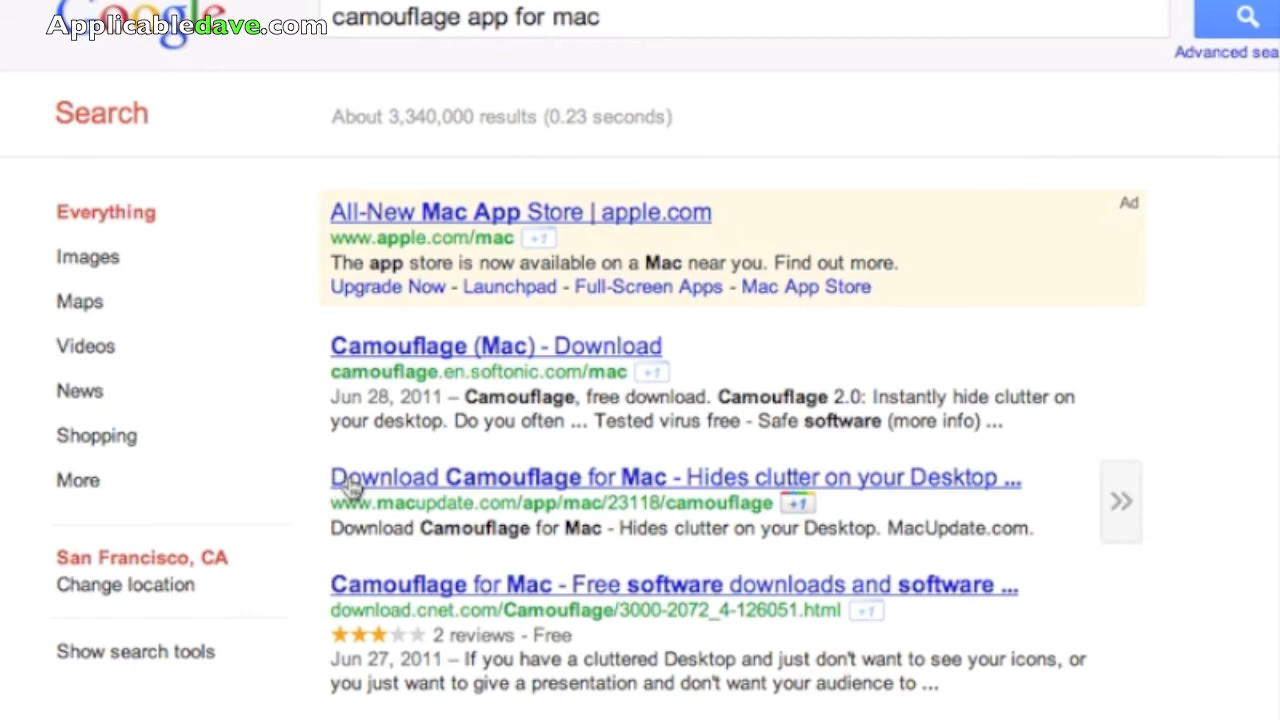 Google
Applicabledave.com
camouflage app for mac
Advanced sea
Search
About 3,340,000 results (0.23 seconds)
Everything
Images
Maps
Videos
News
Shopping
More
San Francisco, CA
Change location
Show search tools
Ad
All-New Mac App Store | apple.com
www.apple.com/mac +1
The app store is now available on a Mac near you. Find out more.
Upgrade Now - Launchpad - Full-Screen Apps - Mac App Store
Camouflage (Mac) - Download
camouflage.en.softonic.com/mac +1
Jun 28, 2011 – Camouflage, free download. Camouflage 2.0: Instantly hide clutter on
your desktop. Do you often ... Tested virus free - Safe software (more info) ...
Download Camouflage for Mac - Hides clutter on your Desktop ...
www.macupdate.com/app/mac/23118/camouflage +1
Download Camouflage for Mac - Hides clutter on your Desktop. MacUpdate.com.
Camouflage for Mac - Free software downloads and software ...
download.cnet.com/Camouflage/3000-2072_4-126051.html +1
2 reviews - Free
Jun 27, 2011 – If you have a cluttered Desktop and just don't want to see your icons, or
you just want to give a presentation and don't want your audience to ...